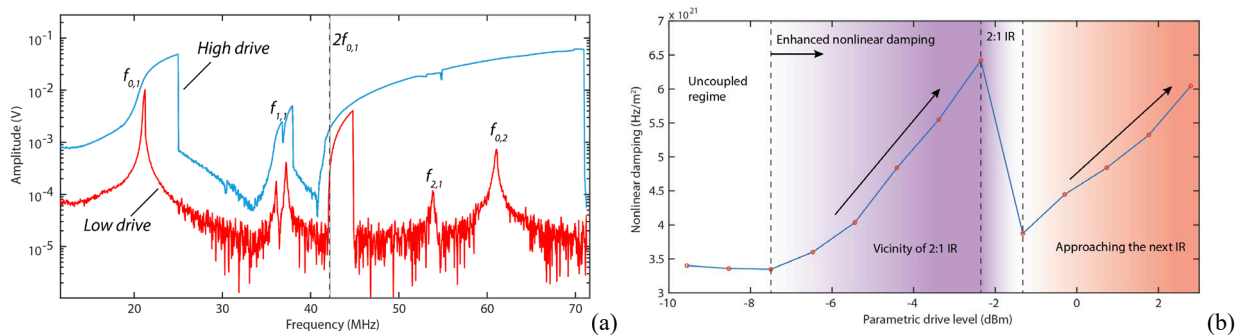 10⁻¹
10⁻²
10⁻³
10⁻⁴
10⁻⁵
Amplitude (V)
f0,1
High drive
2f0,1
f1,1
f2,1
f0,2
Low drive
20
30
40
50
60
70
Frequency (MHz)
(a)
x 10²¹
7
6.5
6
5.5
5
4.5
4
3.5
3
Nonlinear damping (Hz/m²)
Uncoupled
regime
Enhanced nonlinear damping
2:1 IR
Vicinity of 2:1 IR
Approaching the next IR
-10
-8
-6
-4
-2
0
2
Parametric drive level (dBm)
(b)